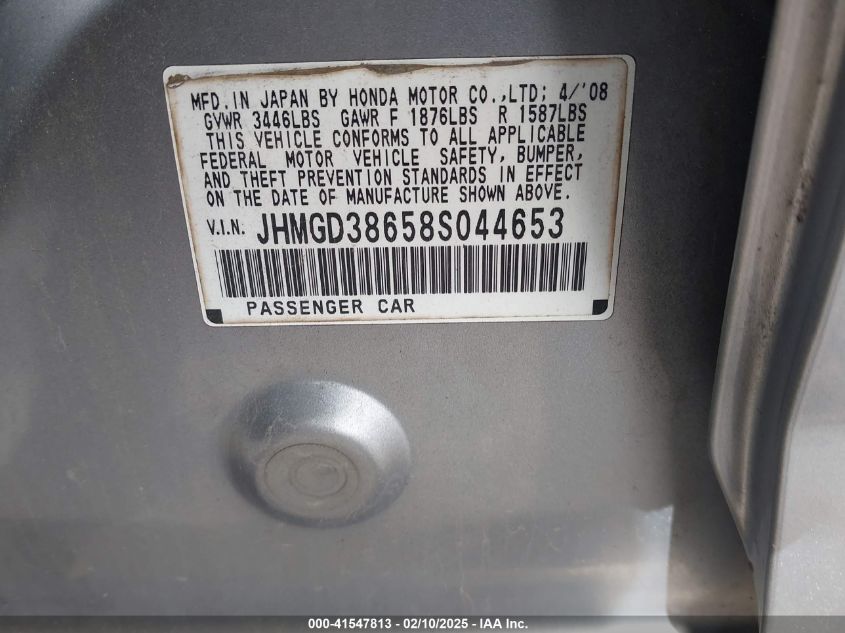 MFD. IN JAPAN BY HONDA MOTOR CO.,LTD; 4/'08
GVWR 3446LBS GAWR F 1876LBS R 1587LBS
THIS VEHICLE CONFORMS TO ALL APPLICABLE
FEDERAL MOTOR VEHICLE SAFETY, BUMPER,
AND THEFT PREVENTION STANDARDS IN EFFECT
ON THE DATE OF MANUFACTURE SHOWN ABOVE.
V.I.N. JHMGD38658S044653
PASSENGER CAR
000-41547813 — 02/10/2025 — IAA Inc.